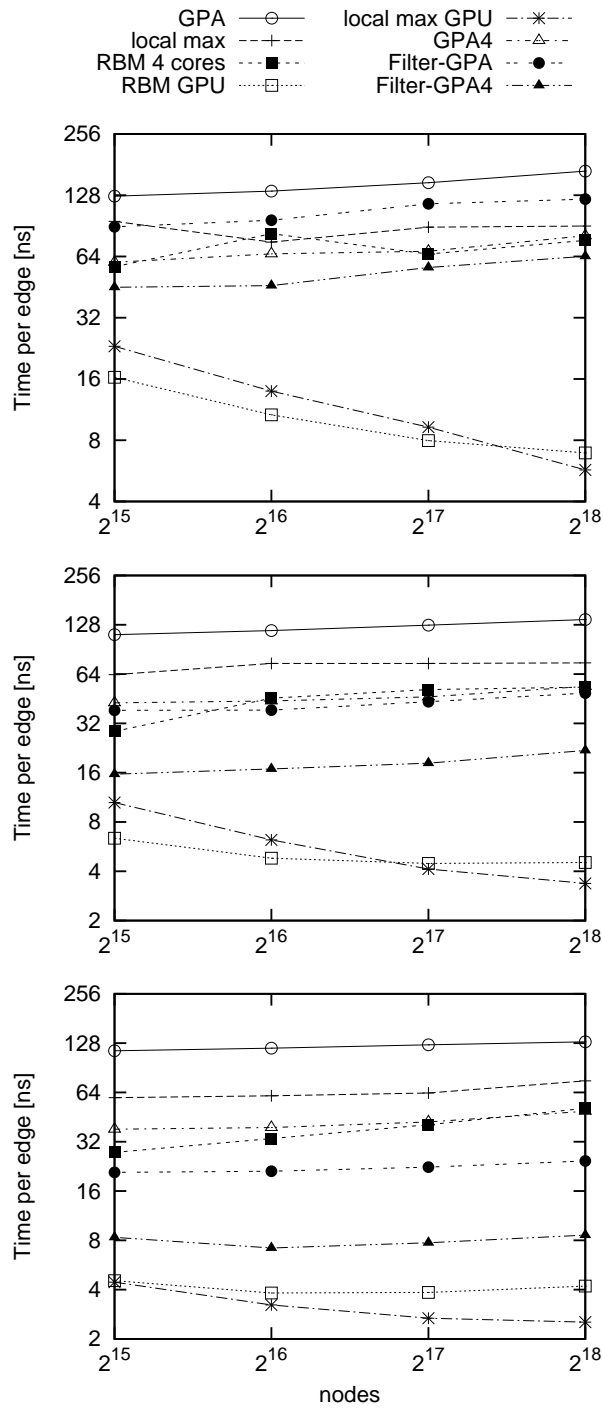 GPA
local max
RBM 4 cores
RBM GPU
local max GPU
GPA4
Filter-GPA
Filter-GPA4
Time per edge [ns]
256
128
64
32
16
8
4
2^15 2^16 2^17 2^18
Time per edge [ns]
256
128
64
32
16
8
4
2
2^15 2^16 2^17 2^18
Time per edge [ns]
256
128
64
32
16
8
4
2
2^15 2^16 2^17 2^18
nodes